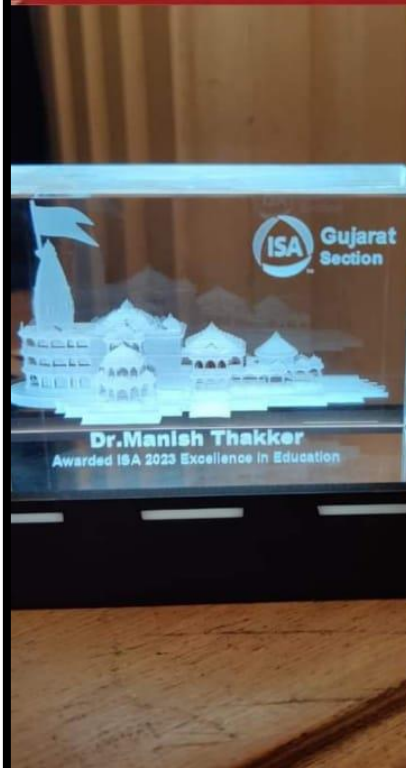 ISA
Gujarat
Section
Dr.Manish Thakker
Awarded ISA 2023 Excellence in Education